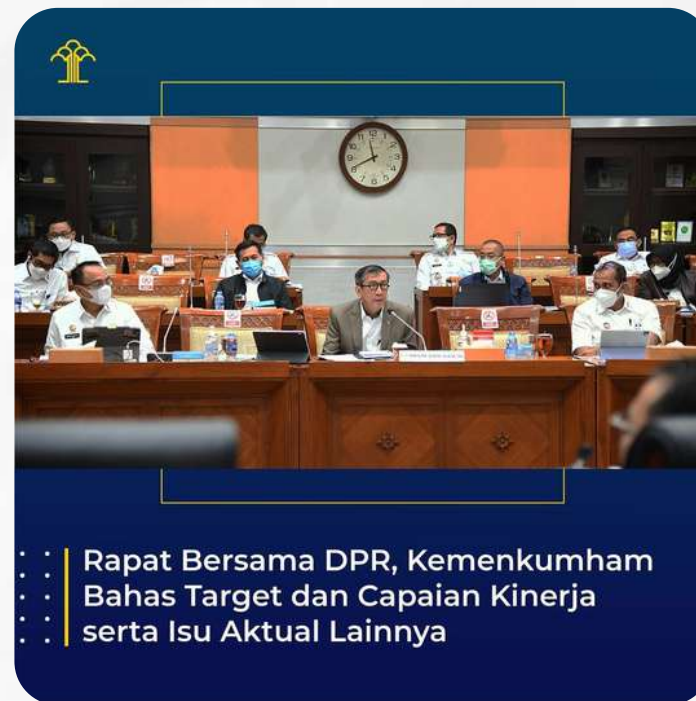 Rapat Bersama DPR, Kemenkumham
Bahas Target dan Capaian Kinerja
serta Isu Aktual Lainnya